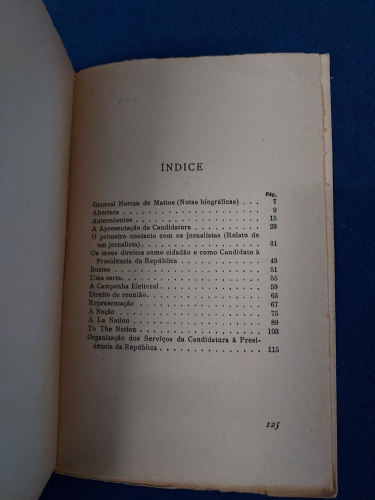 ÍNDICE
Pág.
General Norton de Mattos (Notas biográficas) . . . 7
Abertura . . . . . . . . . . . . . . . . . . . 9
Antecedentes . . . . . . . . . . . . . . . . . 15
A Apresentação da Candidatura . . . . . . . . . 23
O primeiro contacto com os jornalistas (Relato de
um jornalista) . . . . . . . . . . . . . . . . 31
Os meus direitos como cidadão e como Candidato à
Presidência da República . . . . . . . . . . . 43
Boatos . . . . . . . . . . . . . . . . . . . . 51
Uma carta . . . . . . . . . . . . . . . . . . . 55
A Campanha Eleitoral . . . . . . . . . . . . . 59
Direito de reunião . . . . . . . . . . . . . . 63
Representação . . . . . . . . . . . . . . . . . 67
A Nação . . . . . . . . . . . . . . . . . . . . 75
À La Nation . . . . . . . . . . . . . . . . . . 89
To The Nation . . . . . . . . . . . . . . . . . 103
Organização dos Serviços da Candidatura à Presi-
dência da República . . . . . . . . . . . . . . 115
125